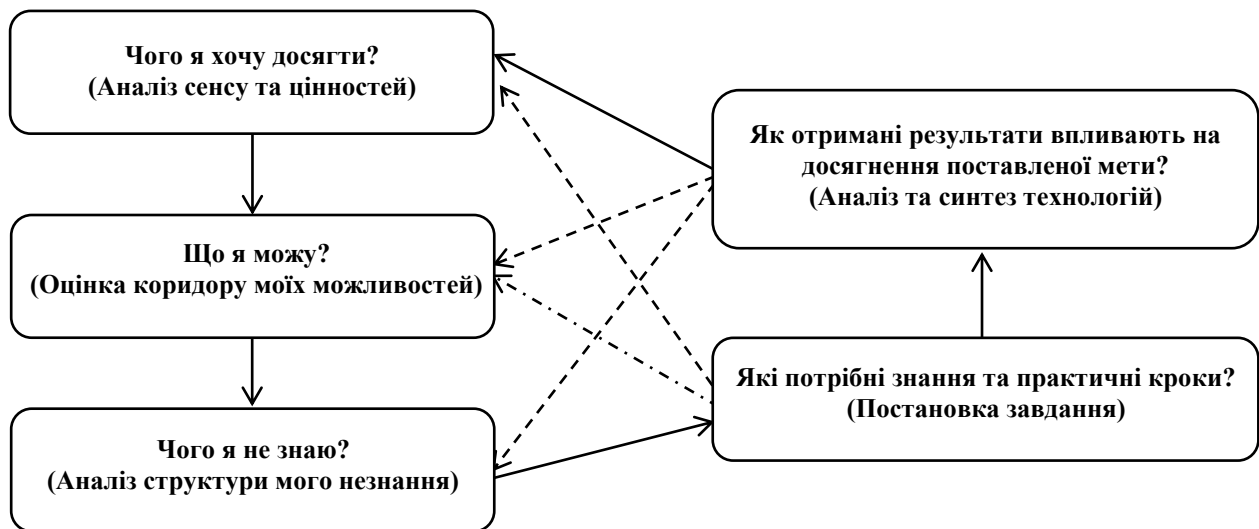 Чого я хочу досягти?
(Аналіз сенсу та цінностей)
Що я можу?
(Оцінка коридору моїх можливостей)
Чого я не знаю?
(Аналіз структури мого незнання)
Як отримані результати впливають на
досягнення поставленої мети?
(Аналіз та синтез технологій)
Які потрібні знання та практичні кроки?
(Постановка завдання)